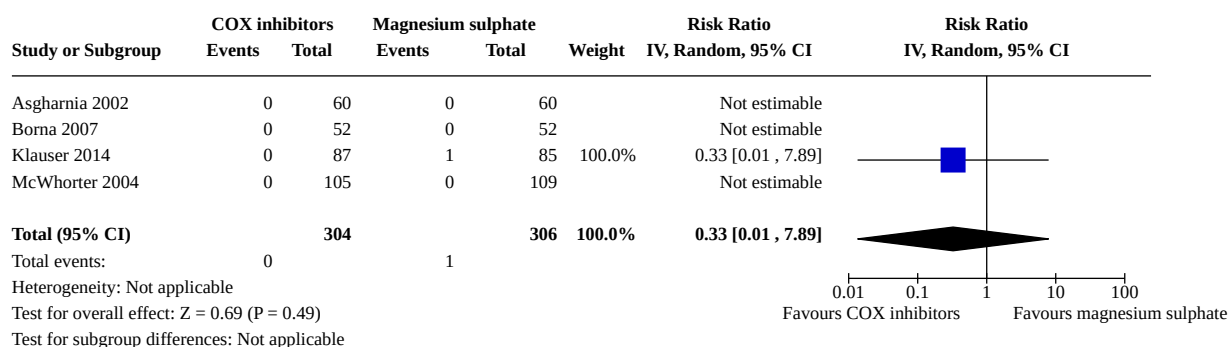 COX inhibitors Magnesium sulphate Risk Ratio Risk Ratio
Study or Subgroup Events Total Events Total Weight IV, Random, 95% CI IV, Random, 95% CI
Asgharnia 2002 0 60 0 60 Not estimable
Borna 2007 0 52 0 52 Not estimable
Klauser 2014 0 87 1 85 100.0% 0.33 [0.01 , 7.89]
McWhorter 2004 0 105 0 109 Not estimable
Total (95% CI) 304 306 100.0% 0.33 [0.01 , 7.89]
Total events: 0 1
Heterogeneity: Not applicable
0.01 0.1 1 10 100
Test for overall effect: Z = 0.69 (P = 0.49) Favours COX inhibitors Favours magnesium sulphate
Test for subgroup differences: Not applicable